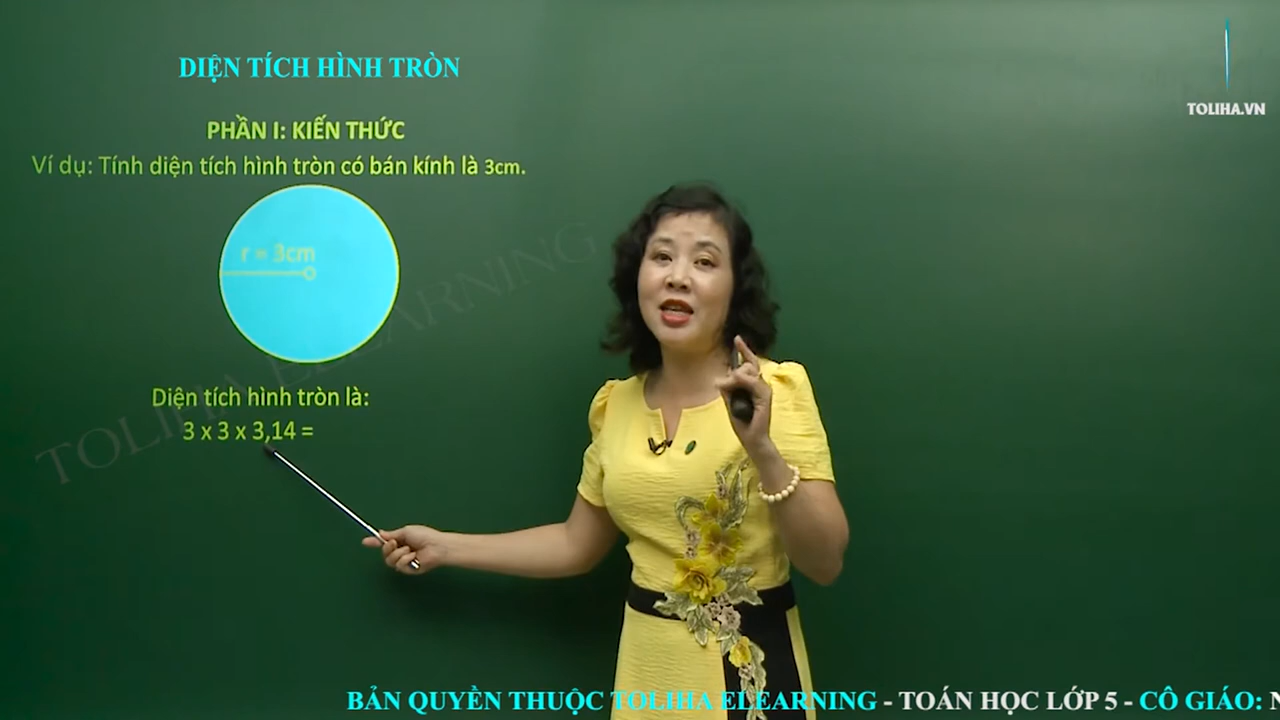 DIỆN TÍCH HÌNH TRÒN
TOLIHA.VN
PHẦN I: KIẾN THỨC
Ví dụ: Tính diện tích hình tròn có bán kính là 3cm.
r = 3cm
TOLIHA ELEARNING
Diện tích hình tròn là:
3 x 3 x 3,14 =
BẢN QUYỀN THUỘC TOLIHA ELEARNING - TOÁN HỌC LỚP 5 - CÔ GIÁO: